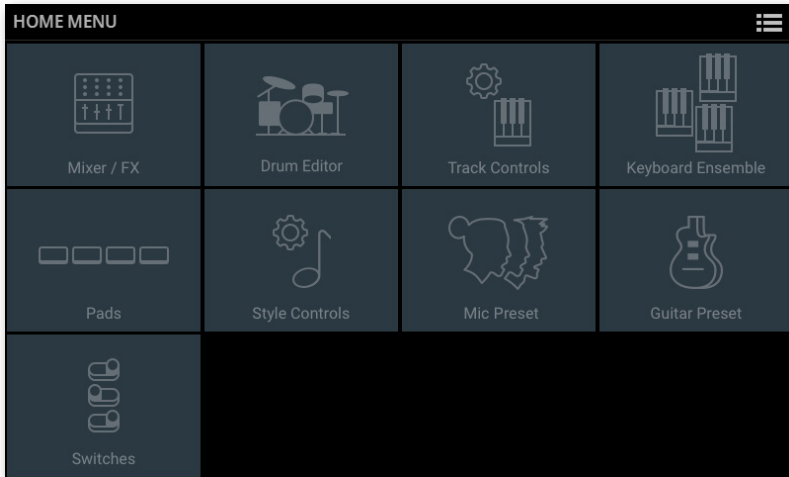 HOME MENU
Mixer / FX
Drum Editor
Track Controls
Keyboard Ensemble
Pads
Style Controls
Mic Preset
Guitar Preset
Switches